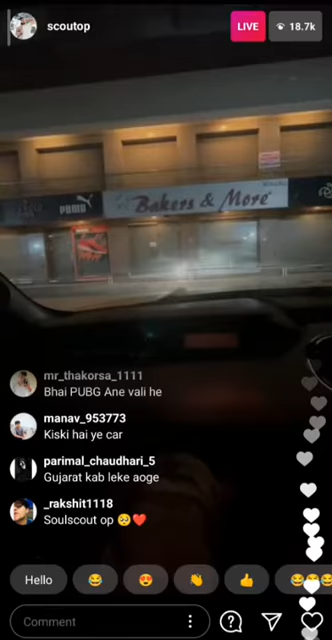 scoutop
LIVE
18.7k
PUMA
Bakers & More
mr_thakorsa_1111
Bhai PUBG Ane vali he
manav_953773
Kiski hai ye car
parimal_chaudhari_5
Gujarat kab leke aoge
_rakshit1118
Soulscout op 🥺❤️
Hello
😂 😍 👏 👍 😂😂😂
Comment